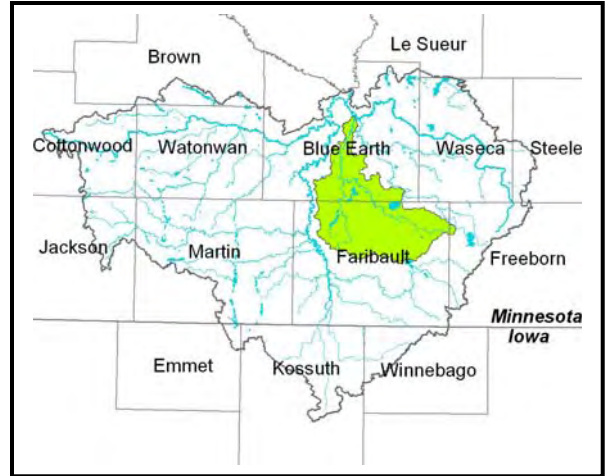 Le Sueur
Brown
Cottonwood
Watonwan
Blue Earth
Waseca
Steele
Jackson
Martin
Faribault
Freeborn
Minnesota
Iowa
Emmet
Kossuth
Winnebago